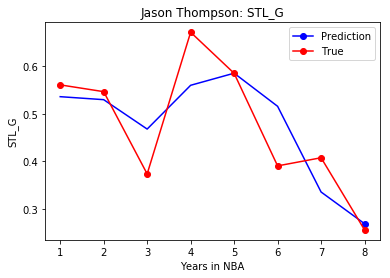 Jason Thompson: STL_G
Prediction
True
STL_G
0.6
0.5
0.4
0.3
1 2 3 4 5 6 7 8
Years in NBA